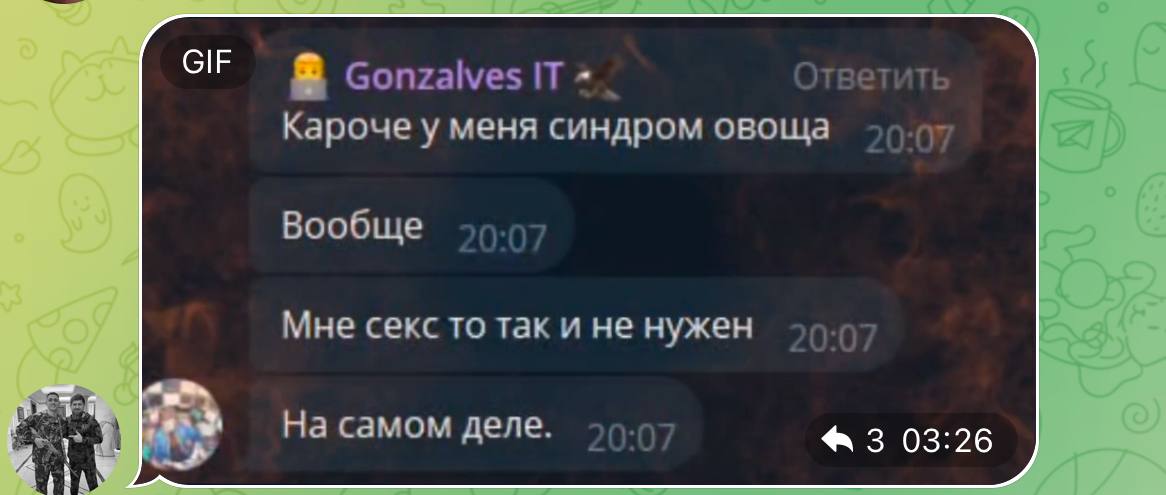 GIF
Gonzalves IT Ответить
Кароче у меня синдром овоща 20:07
Вообще 20:07
Мне секс то так и не нужен 20:07
На самом деле. 20:07
3 03:26